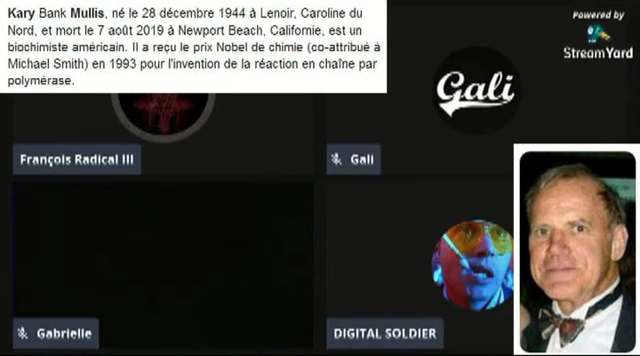 Kary Bank Mullis, né le 28 décembre 1944 à Lenoir, Caroline du
Nord, et mort le 7 août 2019 à Newport Beach, Californie, est un
biochimiste américain. Il a reçu le prix Nobel de chimie (co-attribué à
Michael Smith) en 1993 pour l'invention de la réaction en chaîne par
polymérase.
Powered by
StreamYard
Gali
François Radical III
Gali
Gabrielle
DIGITAL SOLDIER